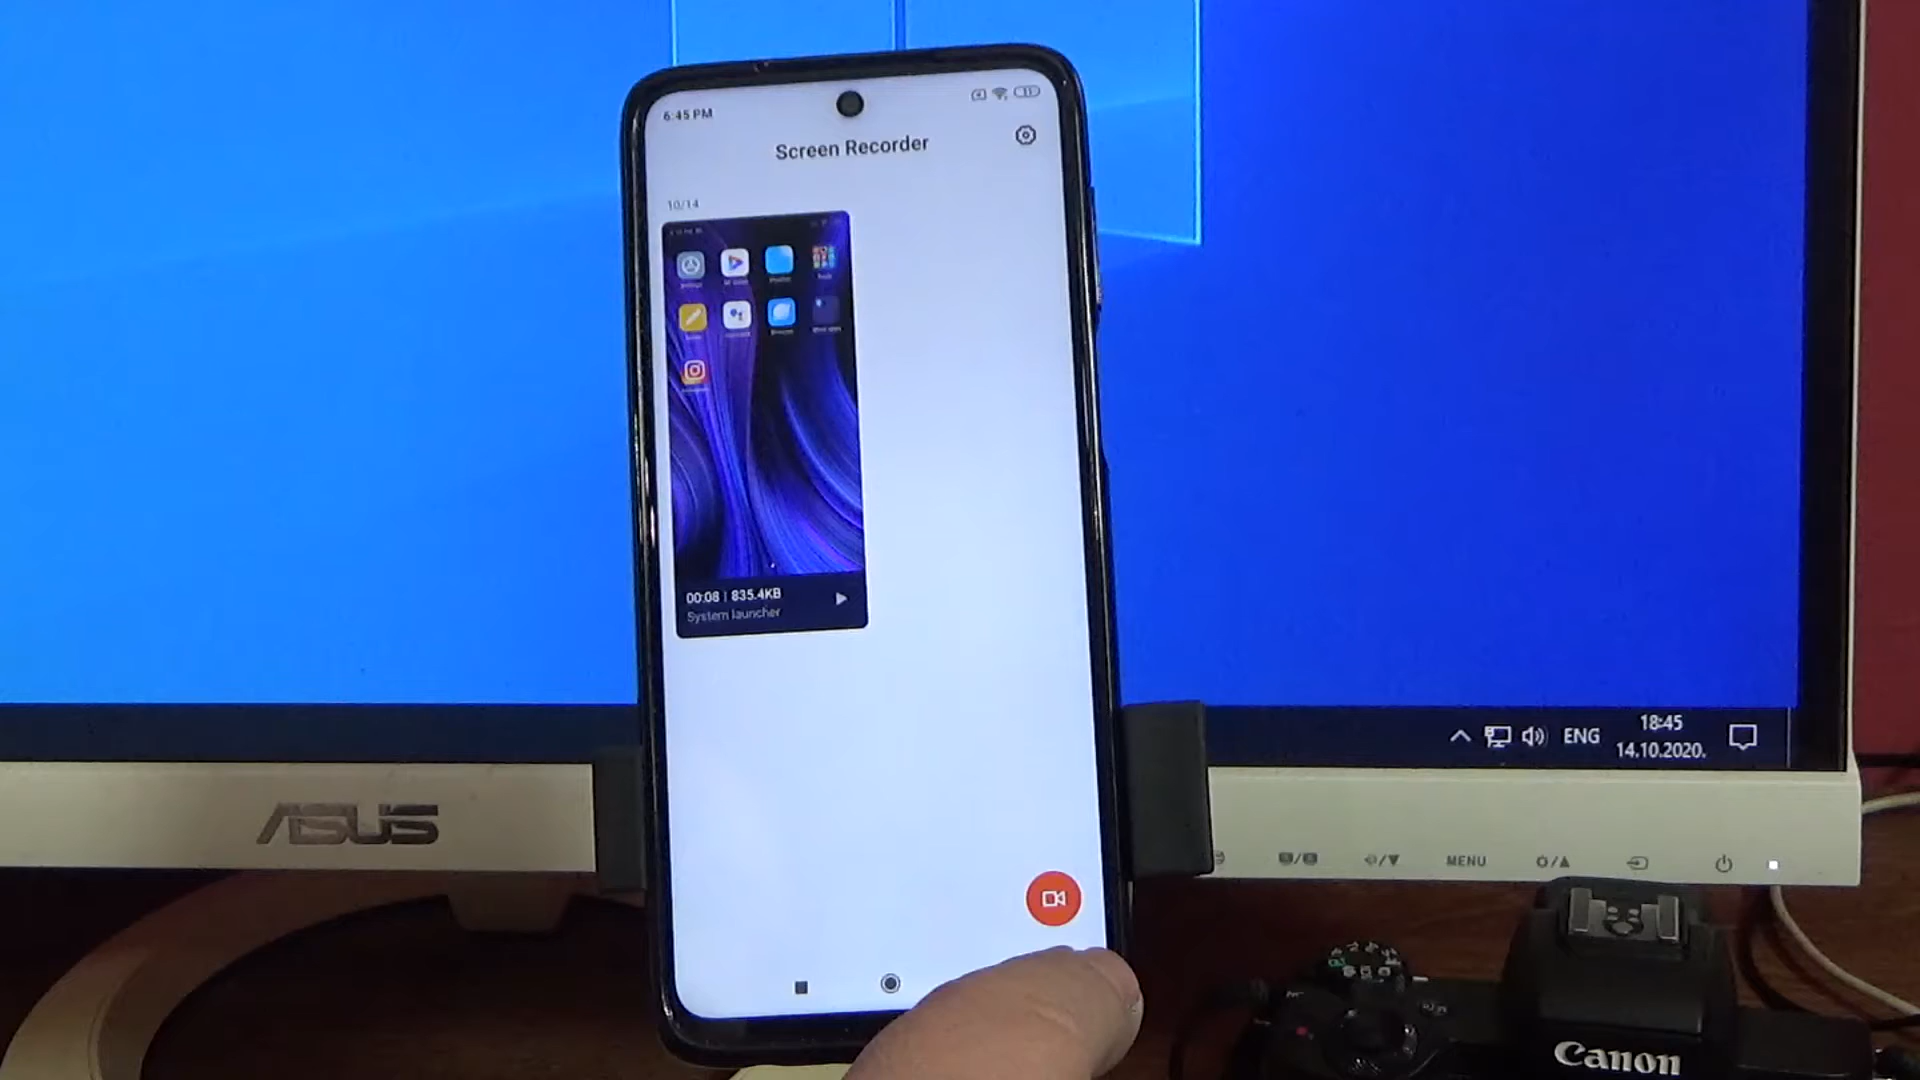 6:45 PM
Screen Recorder
10/14
00:08 | 835.4KB
System launcher
ENG
18:45
14.10.2020.
ASUS
MENU
Canon